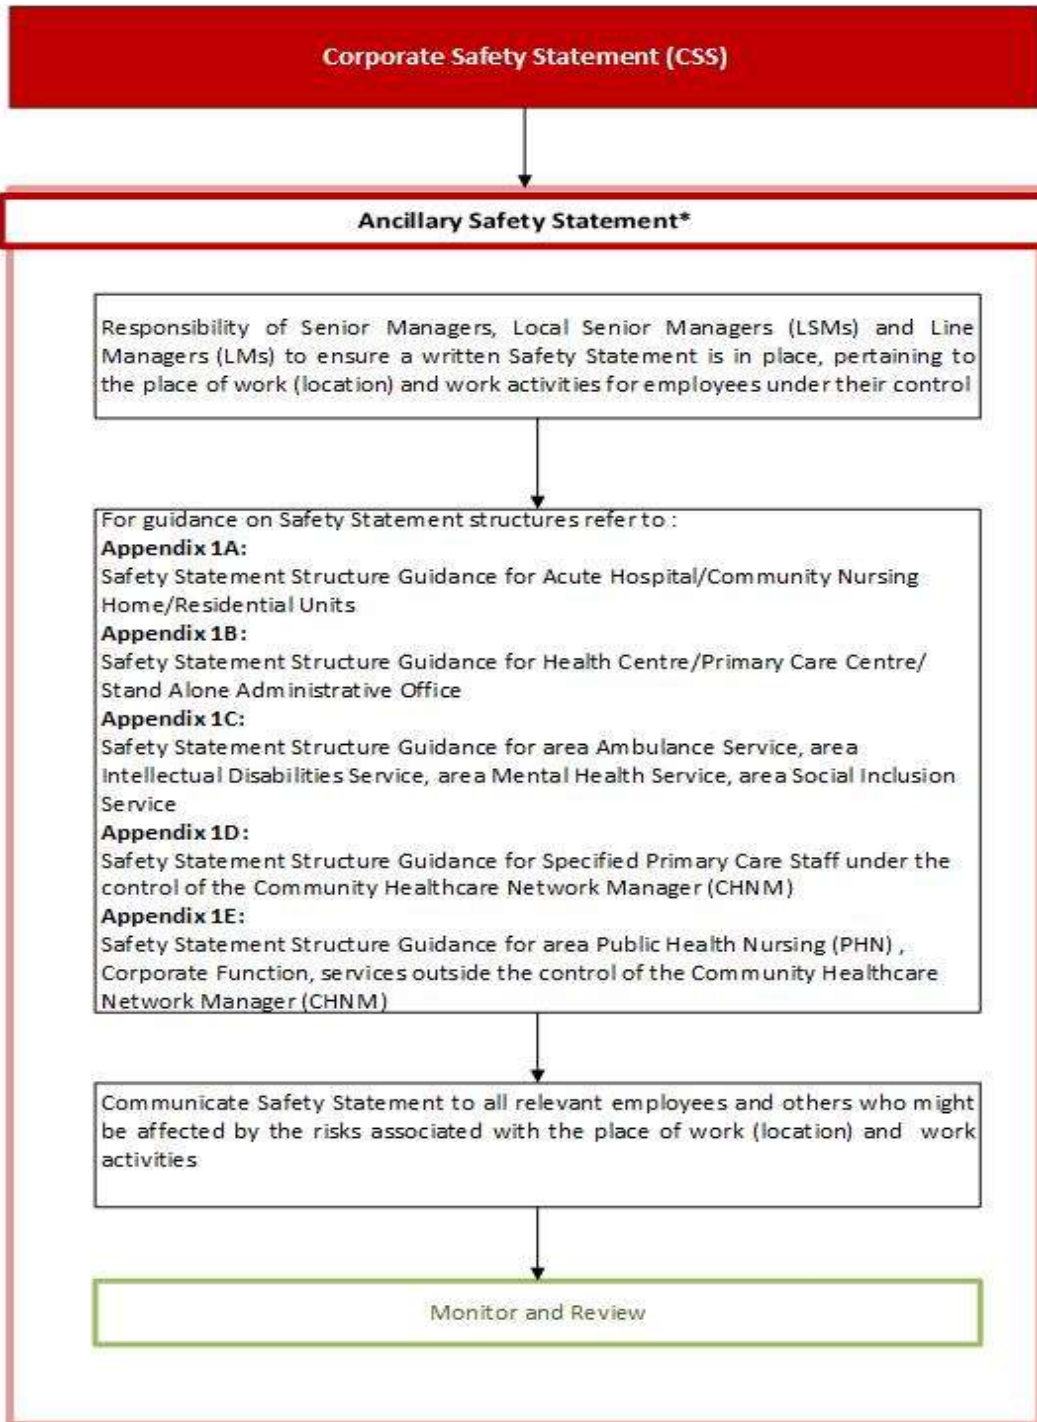 Corporate Safety Statement (CSS)
Ancillary Safety Statement*
Responsibility of Senior Managers, Local Senior Managers (LSMs) and Line
Managers (LMs) to ensure a written Safety Statement is in place, pertaining to
the place of work (location) and work activities for employees under their control
For guidance on Safety Statement structures refer to :
Appendix 1A:
Safety Statement Structure Guidance for Acute Hospital/Community Nursing
Home/Residential Units
Appendix 1B:
Safety Statement Structure Guidance for Health Centre/Primary Care Centre/
Stand Alone Administrative Office
Appendix 1C:
Safety Statement Structure Guidance for area Ambulance Service, area
Intellectual Disabilities Service, area Mental Health Service, area Social Inclusion
Service
Appendix 1D:
Safety Statement Structure Guidance for Specified Primary Care Staff under the
control of the Community Healthcare Network Manager (CHNM)
Appendix 1E:
Safety Statement Structure Guidance for area Public Health Nursing (PHN) ,
Corporate Function, services outside the control of the Community Healthcare
Network Manager (CHNM)
Communicate Safety Statement to all relevant employees and others who might
be affected by the risks associated with the place of work (location) and work
activities
Monitor and Review